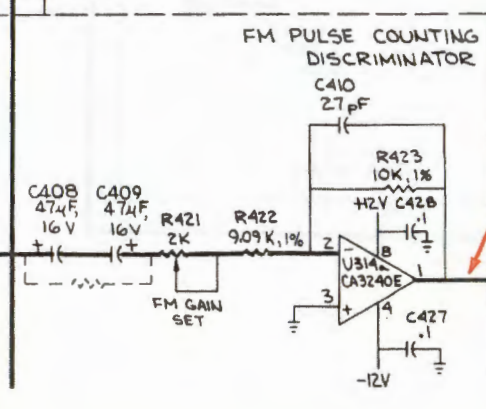 FM PULSE COUNTING
DISCRIMINATOR
C410
27pF
R423
10K, 1%
+12V C428
.1
C408
47µF,
16V
C409
47µF,
16V
R421
2K
R422
9.09K, 1%
+
+
FM GAIN
SET
2
-
8
U314a
CA3240E
1
3
+
4
C427
.1
-12V